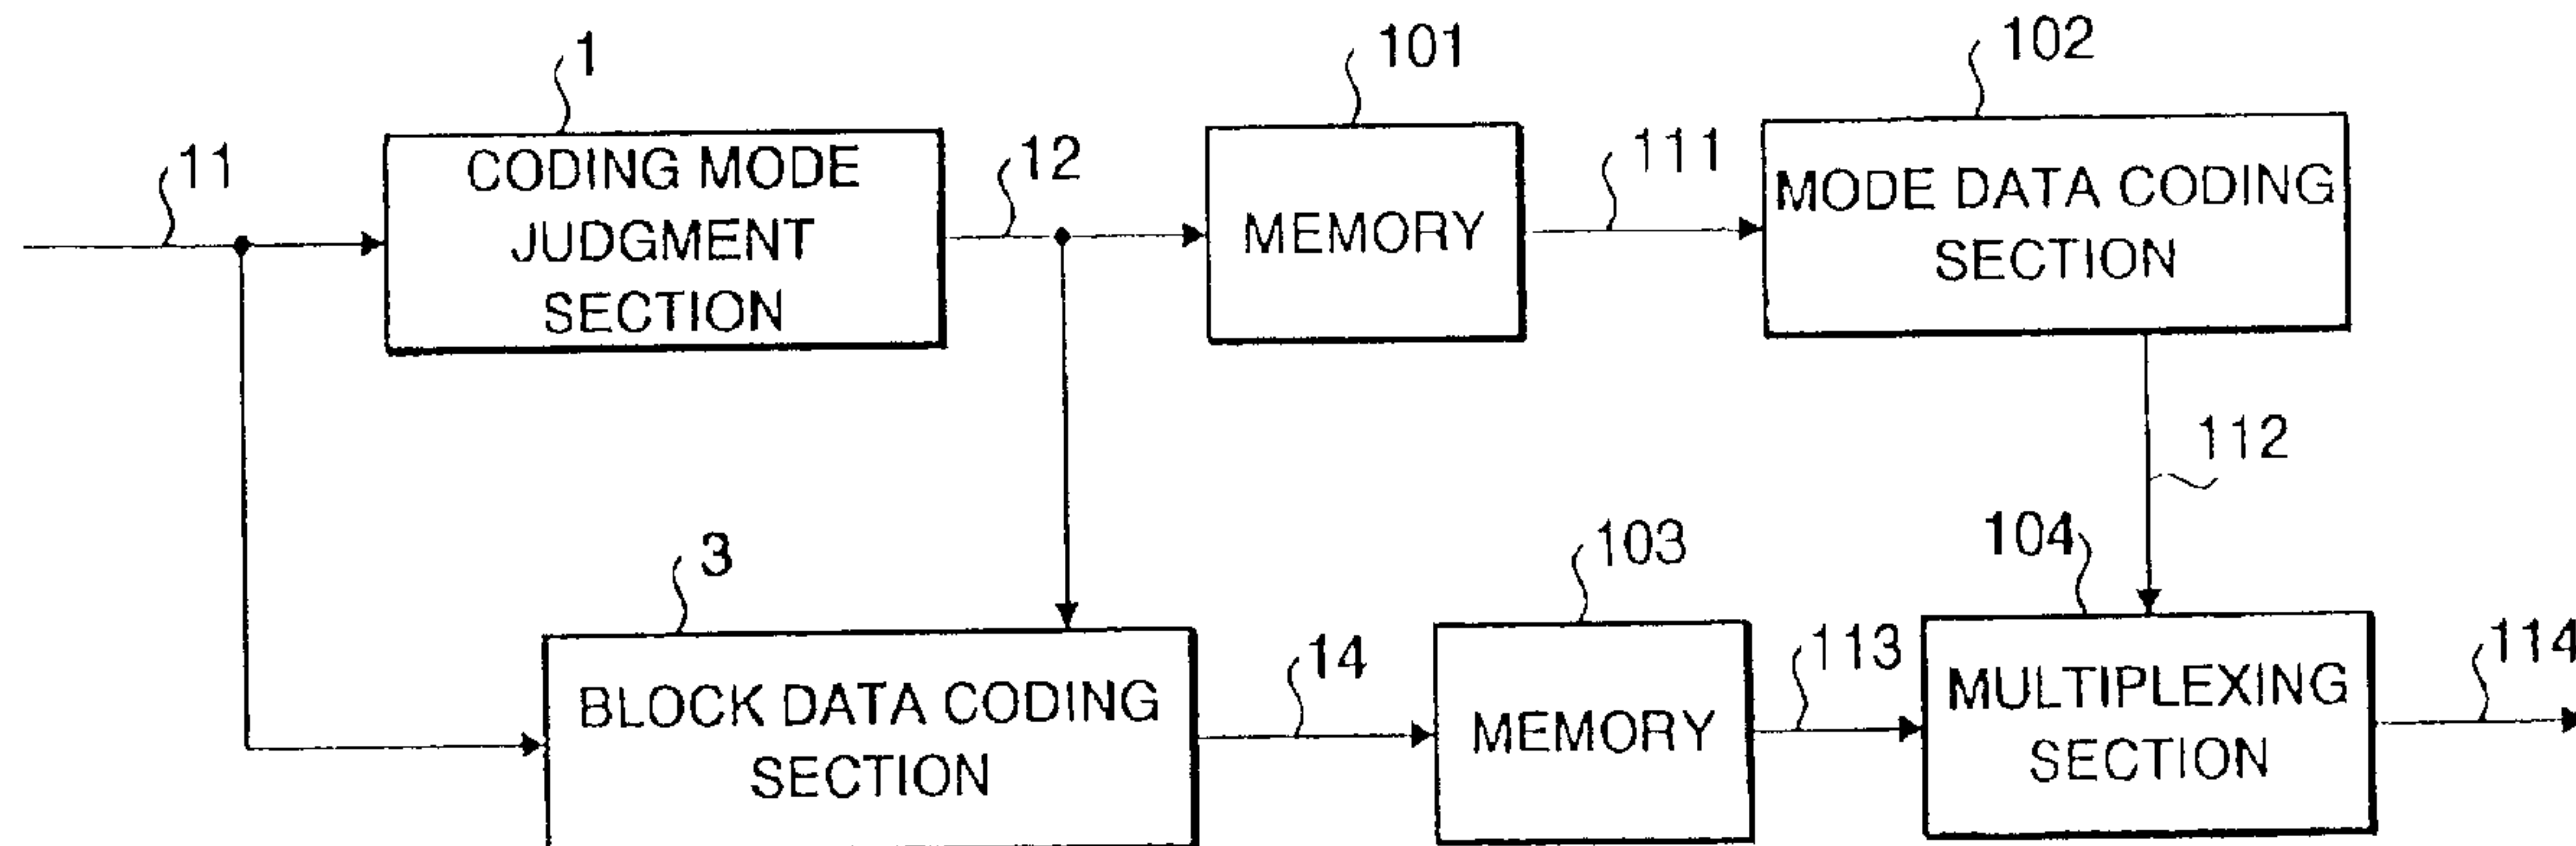 1
101
102
11
CODING MODE
JUDGMENT
SECTION
12
MEMORY
111
MODE DATA CODING
SECTION
112
3
103
104
BLOCK DATA CODING
SECTION
14
MEMORY
113
MULTIPLEXING
SECTION
114